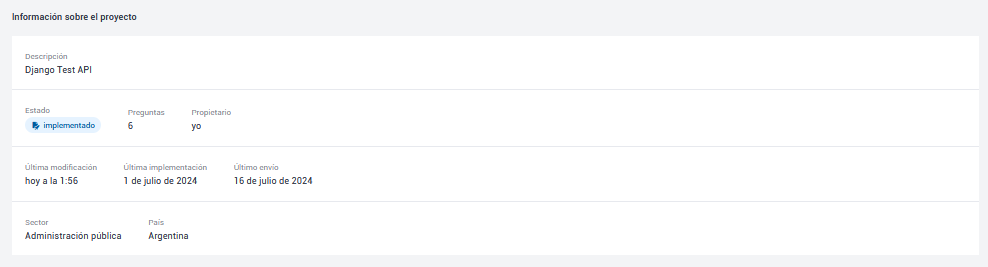 Información sobre el proyecto
Descripción
Django Test API
Estado Preguntas Propietario
implementado 6 yo
Última modificación Última implementación Último envío
hoy a la 1:56 1 de julio de 2024 16 de julio de 2024
Sector País
Administración pública Argentina